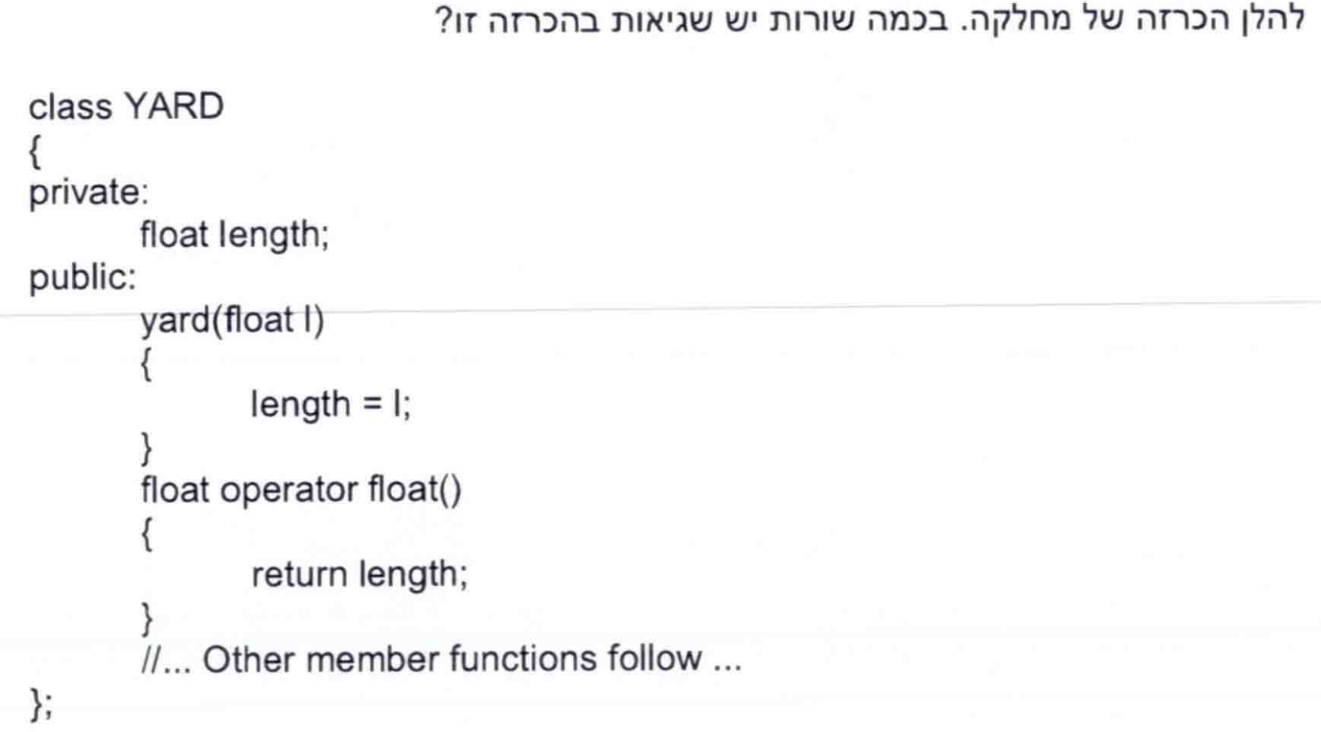 להלן הכרזה של מחלקה. בכמה שורות יש שגיאות בהכרזה זו?
class YARD
{
private:
float length;
public:
yard(float l)
{
length = l;
}
float operator float()
{
return length;
}
//... Other member functions follow ...
};